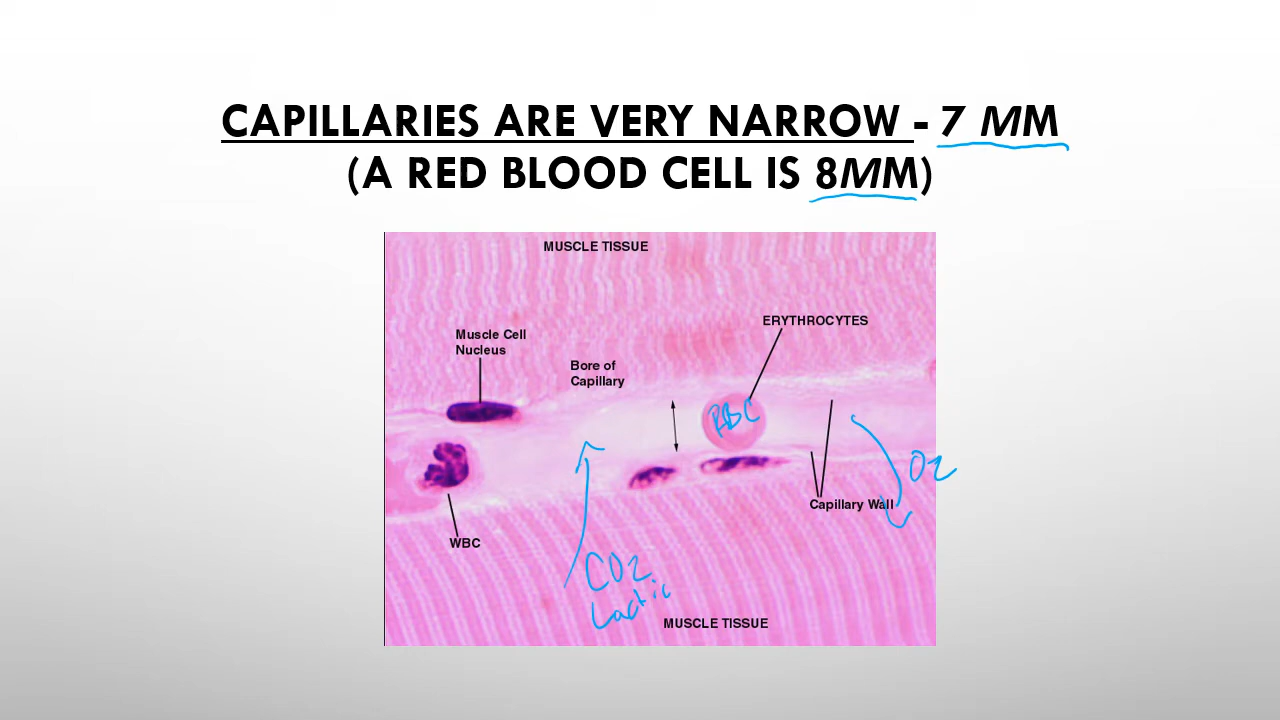 CAPILLARIES ARE VERY NARROW - 7 MM
(A RED BLOOD CELL IS 8MM)
MUSCLE TISSUE
ERYTHROCYTES
Muscle Cell
Nucleus
Bore of
Capillary
RBC
O2
Capillary Wall
WBC
CO2
Lactic
MUSCLE TISSUE